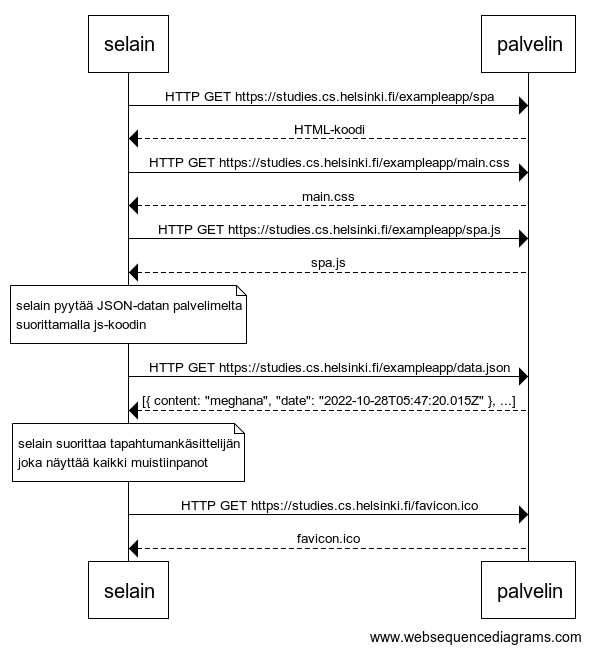 selain palvelin
HTTP GET https://studies.cs.helsinki.fi/exampleapp/spa
HTML-koodi
HTTP GET https://studies.cs.helsinki.fi/exampleapp/main.css
main.css
HTTP GET https://studies.cs.helsinki.fi/exampleapp/spa.js
spa.js
selain pyytää JSON-datan palvelimelta
suorittamalla js-koodin
HTTP GET https://studies.cs.helsinki.fi/exampleapp/data.json
[{ content: "meghana", "date": "2022-10-28T05:47:20.015Z" }, ...]
selain suorittaa tapahtumankäsittelijän
joka näyttää kaikki muistiinpanot
HTTP GET https://studies.cs.helsinki.fi/favicon.ico
favicon.ico
selain palvelin
www.websequencediagrams.com